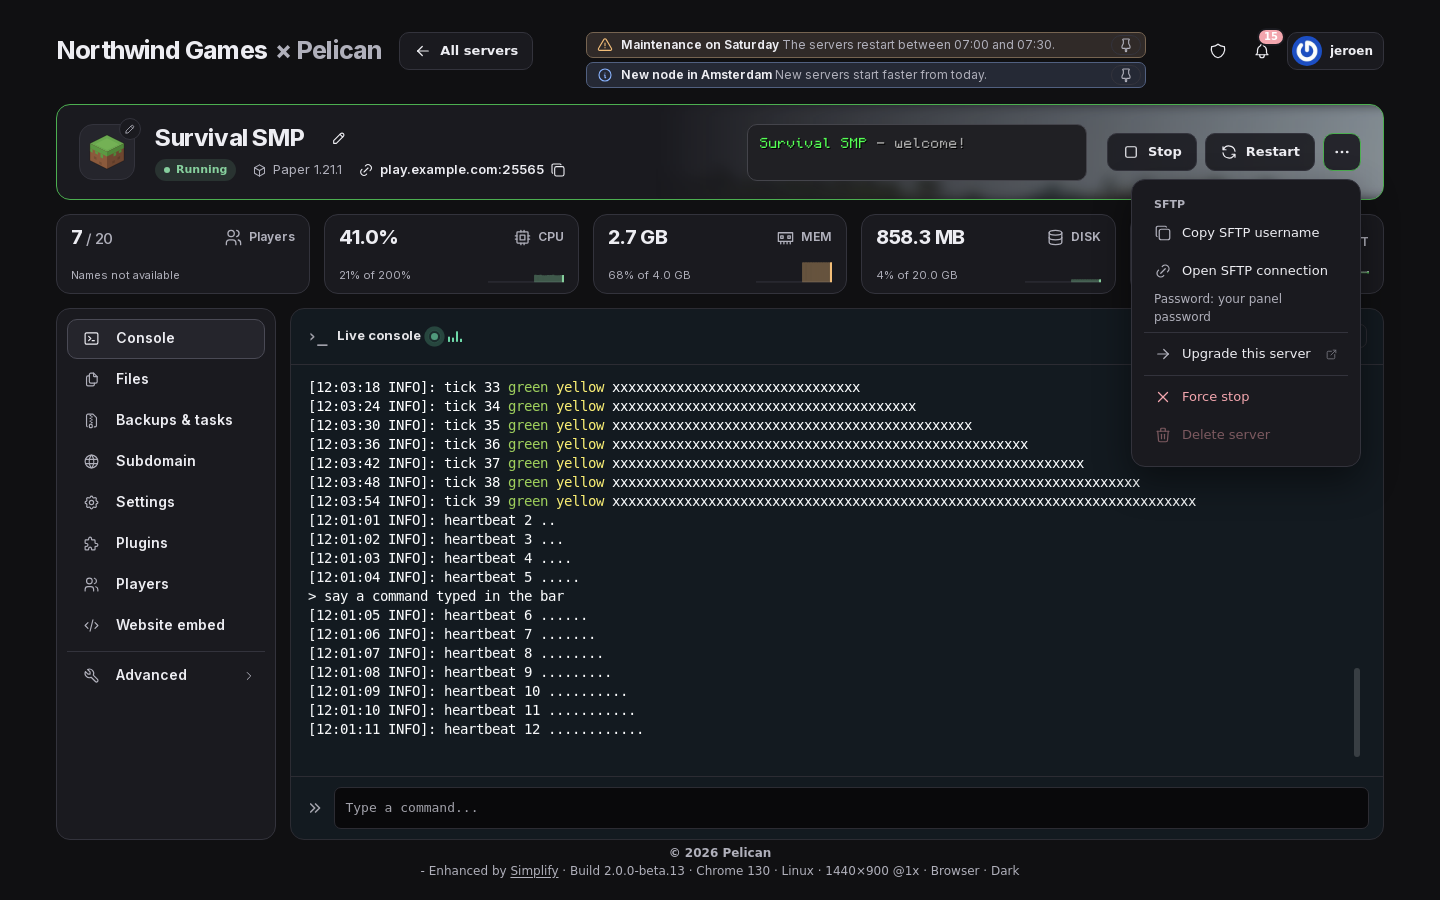 Northwind Games × Pelican
All servers
Maintenance on Saturday The servers restart between 07:00 and 07:30.
New node in Amsterdam New servers start faster from today.
15
jeroen
Survival SMP
Running
Paper 1.21.1
play.example.com:25565
Survival SMP - welcome!
Stop
Restart
7 / 20
Players
Names not available
41.0%
CPU
21% of 200%
2.7 GB
MEM
68% of 4.0 GB
858.3 MB
DISK
4% of 20.0 GB
T
SFTP
Copy SFTP username
Open SFTP connection
Password: your panel
password
Upgrade this server
Force stop
Delete server
Console
Files
Backups & tasks
Subdomain
Settings
Plugins
Players
Website embed
Advanced
Live console
[12:03:18 INFO]: tick 33 green yellow xxxxxxxxxxxxxxxxxxxxxxxxxxxxxxx
[12:03:24 INFO]: tick 34 green yellow xxxxxxxxxxxxxxxxxxxxxxxxxxxxxxxxxxxxxx
[12:03:30 INFO]: tick 35 green yellow xxxxxxxxxxxxxxxxxxxxxxxxxxxxxxxxxxxxxxxxxxxxx
[12:03:36 INFO]: tick 36 green yellow xxxxxxxxxxxxxxxxxxxxxxxxxxxxxxxxxxxxxxxxxxxxxxxxxxxx
[12:03:42 INFO]: tick 37 green yellow xxxxxxxxxxxxxxxxxxxxxxxxxxxxxxxxxxxxxxxxxxxxxxxxxxxxxxxxxxx
[12:03:48 INFO]: tick 38 green yellow xxxxxxxxxxxxxxxxxxxxxxxxxxxxxxxxxxxxxxxxxxxxxxxxxxxxxxxxxxxxxxxxxx
[12:03:54 INFO]: tick 39 green yellow xxxxxxxxxxxxxxxxxxxxxxxxxxxxxxxxxxxxxxxxxxxxxxxxxxxxxxxxxxxxxxxxxxxxxxxxx
[12:01:01 INFO]: heartbeat 2 ..
[12:01:02 INFO]: heartbeat 3 ...
[12:01:03 INFO]: heartbeat 4 ....
[12:01:04 INFO]: heartbeat 5 .....
> say a command typed in the bar
[12:01:05 INFO]: heartbeat 6 ......
[12:01:06 INFO]: heartbeat 7 .......
[12:01:07 INFO]: heartbeat 8 ........
[12:01:08 INFO]: heartbeat 9 .........
[12:01:09 INFO]: heartbeat 10 ..........
[12:01:10 INFO]: heartbeat 11 ...........
[12:01:11 INFO]: heartbeat 12 ............
Type a command...
© 2026 Pelican
- Enhanced by Simplify · Build 2.0.0-beta.13 · Chrome 130 · Linux · 1440×900 @1x · Browser · Dark